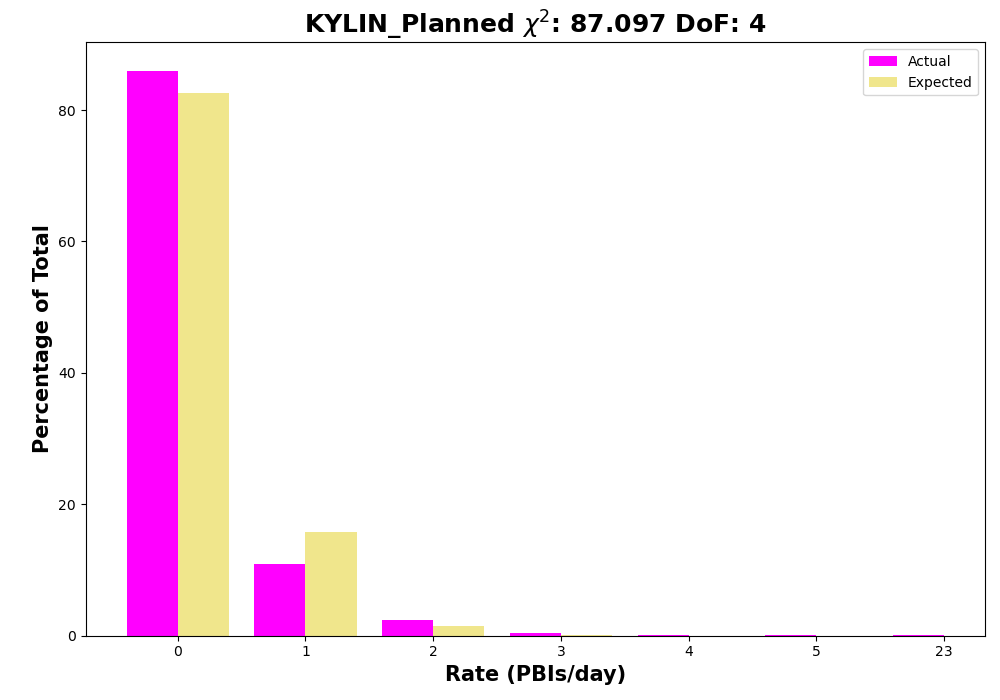 KYLIN_Planned χ²: 87.097 DoF: 4
Actual
Expected
Percentage of Total
80
60
40
20
0
0 1 2 3 4 5 23
Rate (PBIs/day)